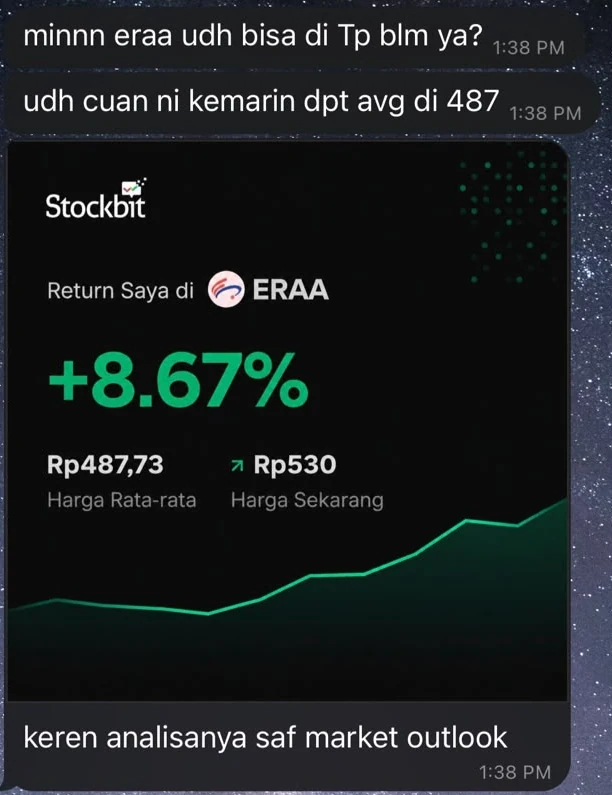 minnn eraa udh bisa di Tp blm ya? 1:38 PM
udh cuan ni kemarin dpt avg di 487 1:38 PM
Stockbit
Return Saya di ERAA
+8.67%
Rp487,73 Rp530
Harga Rata-rata Harga Sekarang
keren analisanya saf market outlook
1:38 PM